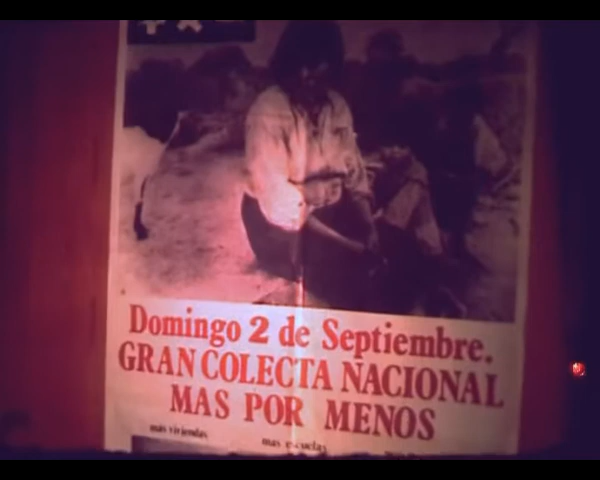 Domingo 2 de Septiembre.
GRAN COLECTA NACIONAL
MAS POR MENOS
mas viviendas
mas escuelas